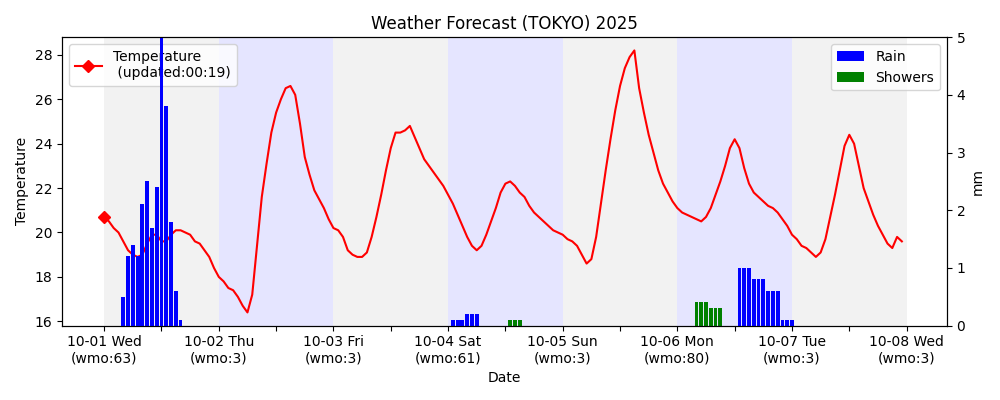 Weather Forecast (TOKYO) 2025
Temperature
(updated:00:19)
Rain
Showers
28
26
24
22
20
18
16
Temperature
5
4
3
2
1
0
mm
10-01 Wed
(wmo:63)
10-02 Thu
(wmo:3)
10-03 Fri
(wmo:3)
10-04 Sat
(wmo:61)
10-05 Sun
(wmo:3)
10-06 Mon
(wmo:80)
10-07 Tue
(wmo:3)
10-08 Wed
(wmo:3)
Date